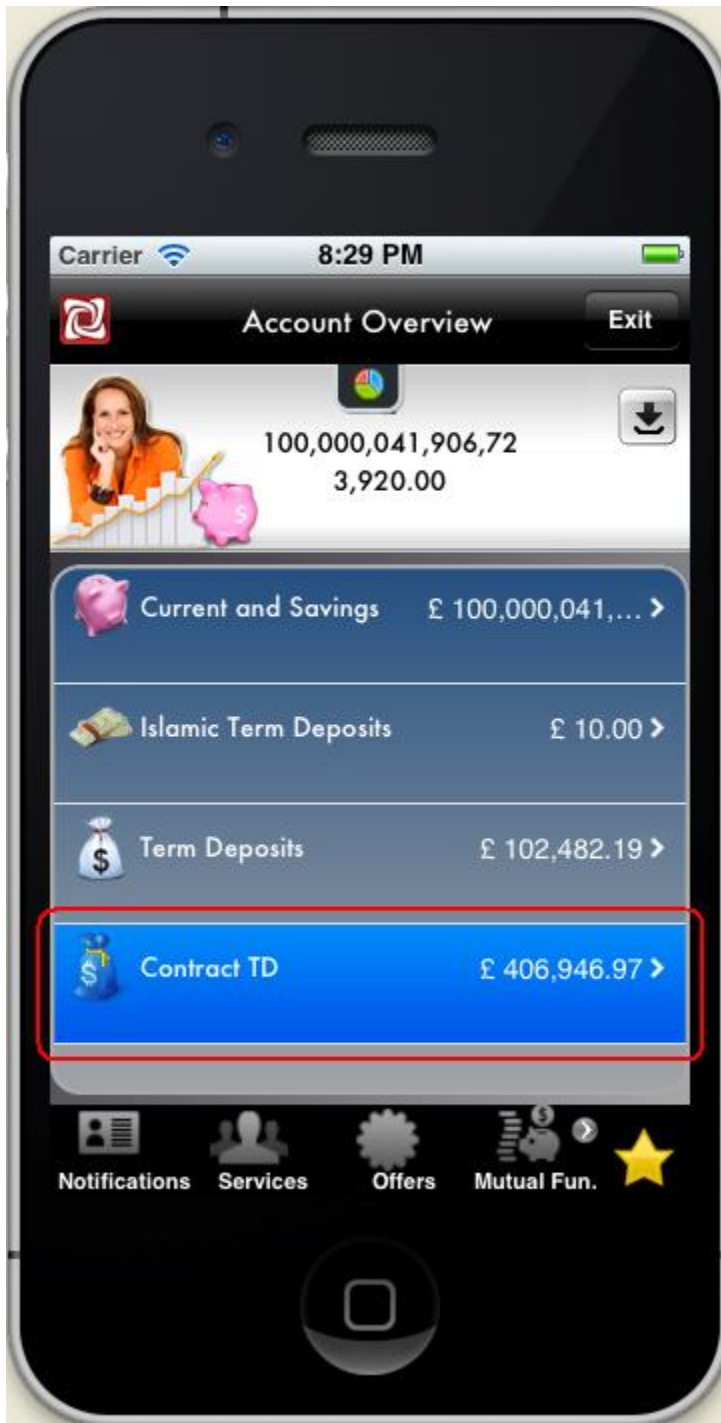 Carrier 8:29 PM
Account Overview Exit
100,000,041,906,72
3,920.00
Current and Savings £ 100,000,041,...
Islamic Term Deposits £ 10.00
$ Term Deposits £ 102,482.19
$ Contract TD £ 406,946.97
Notifications Services Offers Mutual Fun.